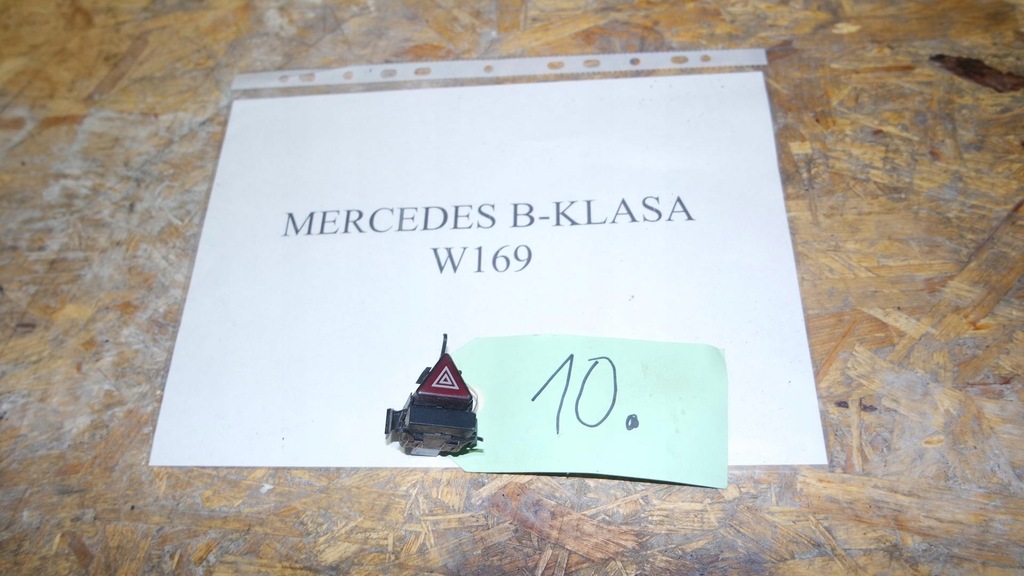 MERCEDES B-KLASA
W169
10.